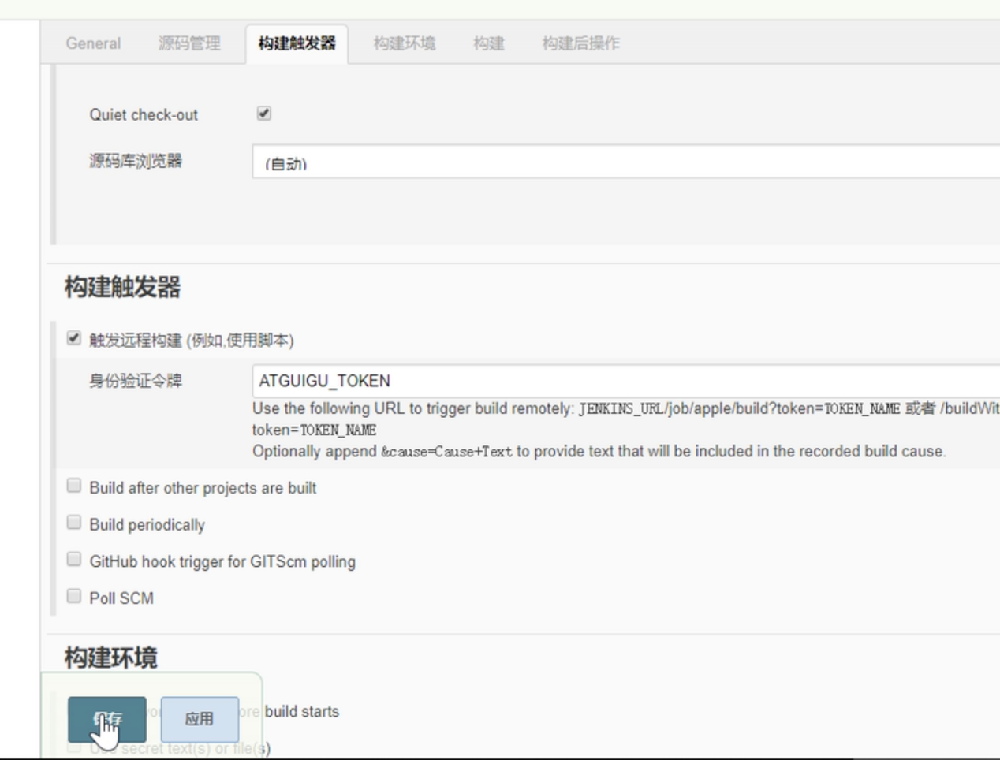 General 源码管理 构建触发器 构建环境 构建 构建后操作
Quiet check-out
源码库浏览器 (自动)
构建触发器
触发远程构建 (例如,使用脚本)
身份验证令牌 ATGUIGU_TOKEN
Use the following URL to trigger build remotely: JENKINS_URL/job/apple/build?token=TOKEN_NAME 或者 /buildWit
token=TOKEN_NAME
Optionally append &cause=Cause+Text to provide text that will be included in the recorded build cause.
Build after other projects are built
Build periodically
GitHub hook trigger for GITScm polling
Poll SCM
构建环境
build starts
保存 应用
secret text(s) or file(s)